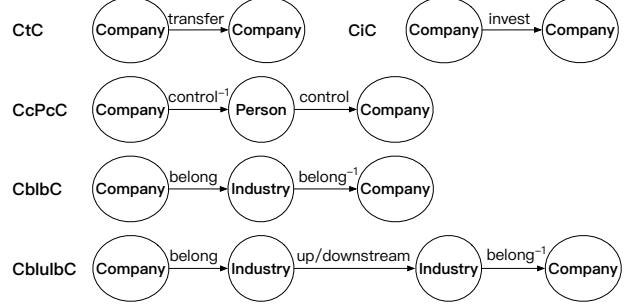 CtC Company transfer Company CiC Company invest Company
CcPcC Company control⁻¹ Person control Company
CbIbC Company belong Industry belong⁻¹ Company
CbIuIbC Company belong Industry up/downstream Industry belong⁻¹ Company